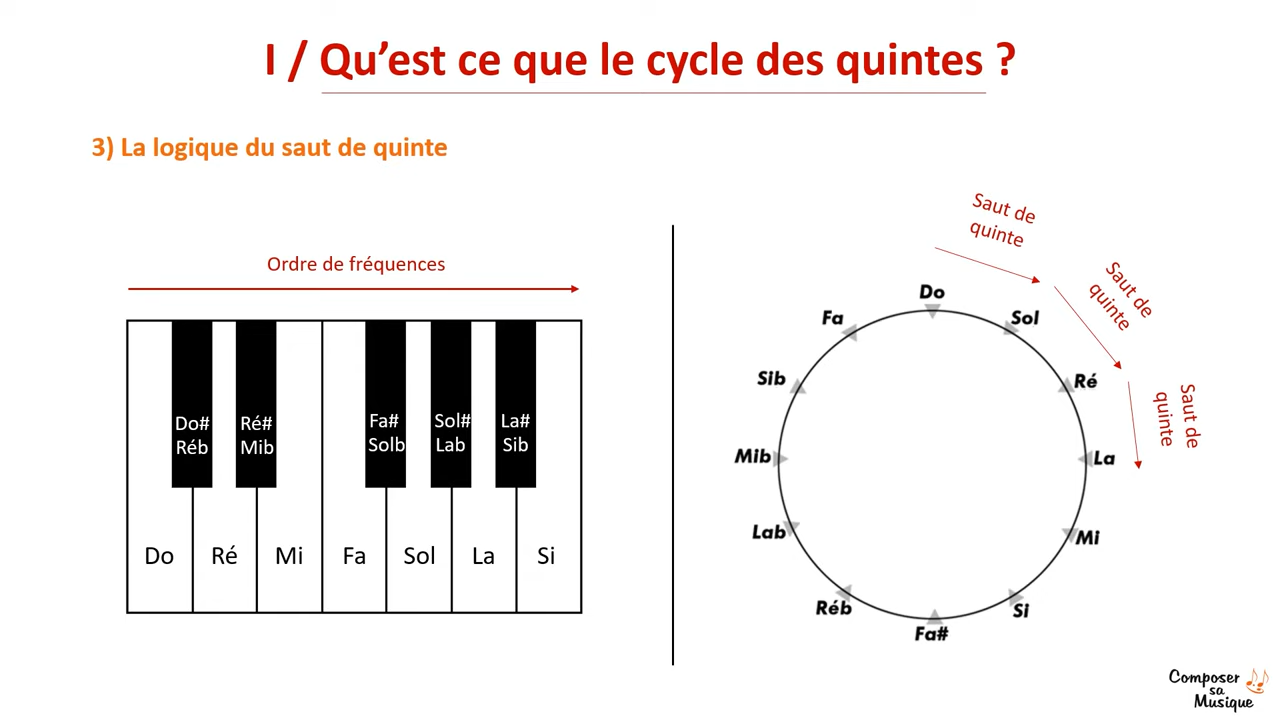 I / Qu’est ce que le cycle des quintes ?
3) La logique du saut de quinte
Ordre de fréquences
Do#
Réb
Ré#
Mib
Fa#
Solb
Sol#
Lab
La#
Sib
Do
Ré
Mi
Fa
Sol
La
Si
Saut de
quinte
Saut de
quinte
Saut de
quinte
Do
Sol
Ré
La
Mi
Si
Fa#
Réb
Lab
Mib
Sib
Fa
Composer
sa
Musique